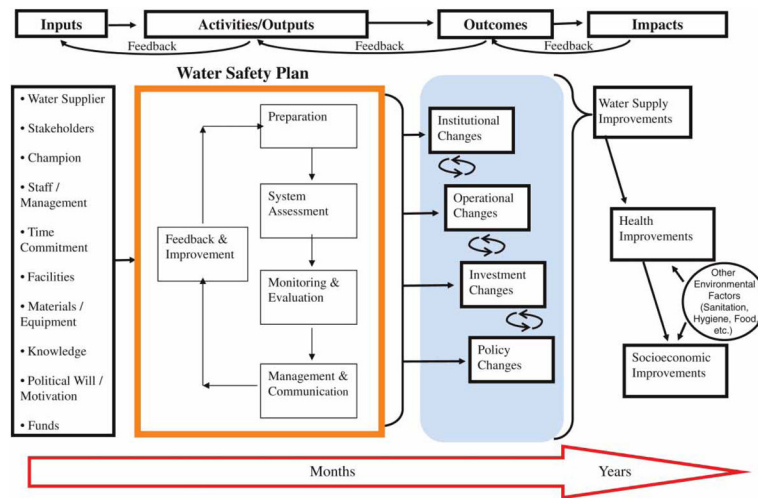 Inputs
Activities/Outputs
Outcomes
Impacts
Feedback
Feedback
Feedback
Water Safety Plan
• Water Supplier
• Stakeholders
• Champion
• Staff /
Management
• Time
Commitment
• Facilities
• Materials /
Equipment
• Knowledge
• Political Will /
Motivation
• Funds
Preparation
System
Assessment
Feedback &
Improvement
Monitoring &
Evaluation
Management &
Communication
Institutional
Changes
Operational
Changes
Investment
Changes
Policy
Changes
Water Supply
Improvements
Health
Improvements
Other
Environmental
Factors
(Sanitation,
Hygiene, Food,
etc.)
Socioeconomic
Improvements
Months
Years